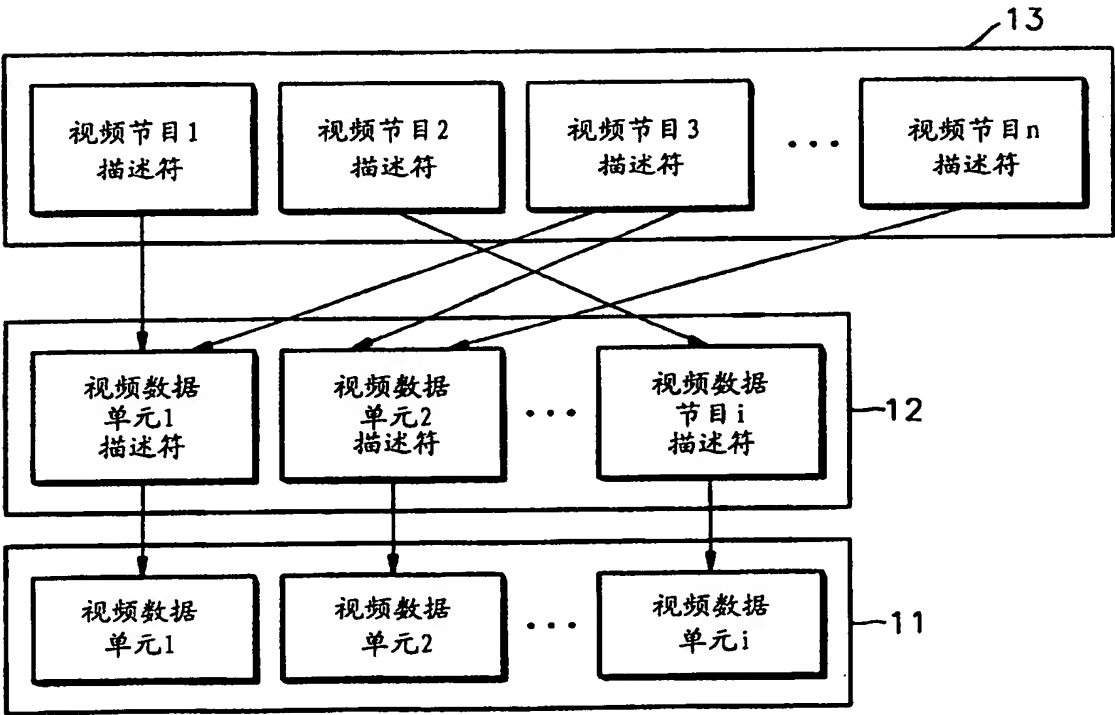 13
视频节目1
描述符
视频节目2
描述符
视频节目3
描述符
...
视频节目n
描述符
视频数据
单元1
描述符
视频数据
单元2
描述符
...
视频数据
节目i
描述符
12
视频数据
单元1
视频数据
单元2
...
视频数据
单元i
11